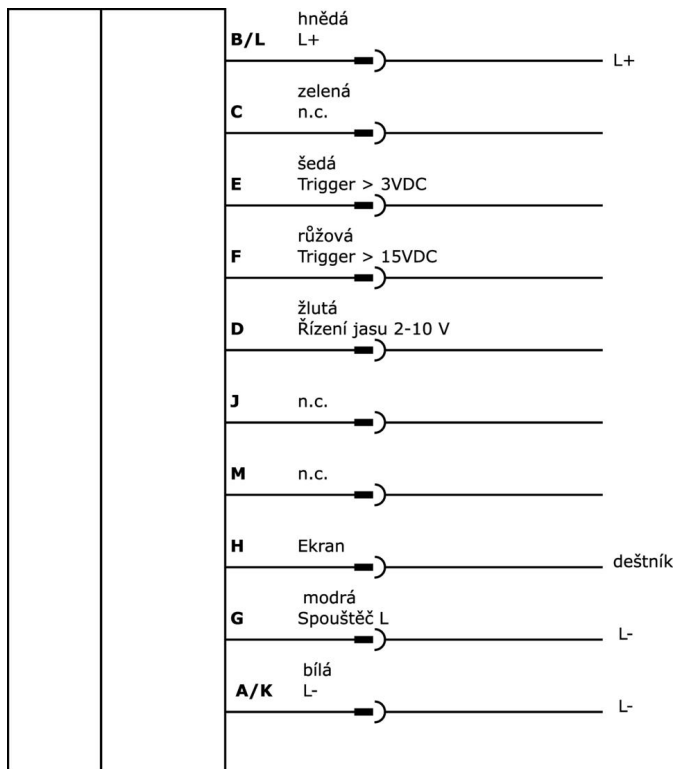 hnědá
B/L L+
L+
zelená
C n.c.
šedá
E Trigger > 3VDC
růžová
F Trigger > 15VDC
žlutá
D Řízení jasu 2-10 V
J n.c.
M n.c.
H Ekran
deštník
modrá
G Spouštěč L
L-
bílá
A/K L-
L-